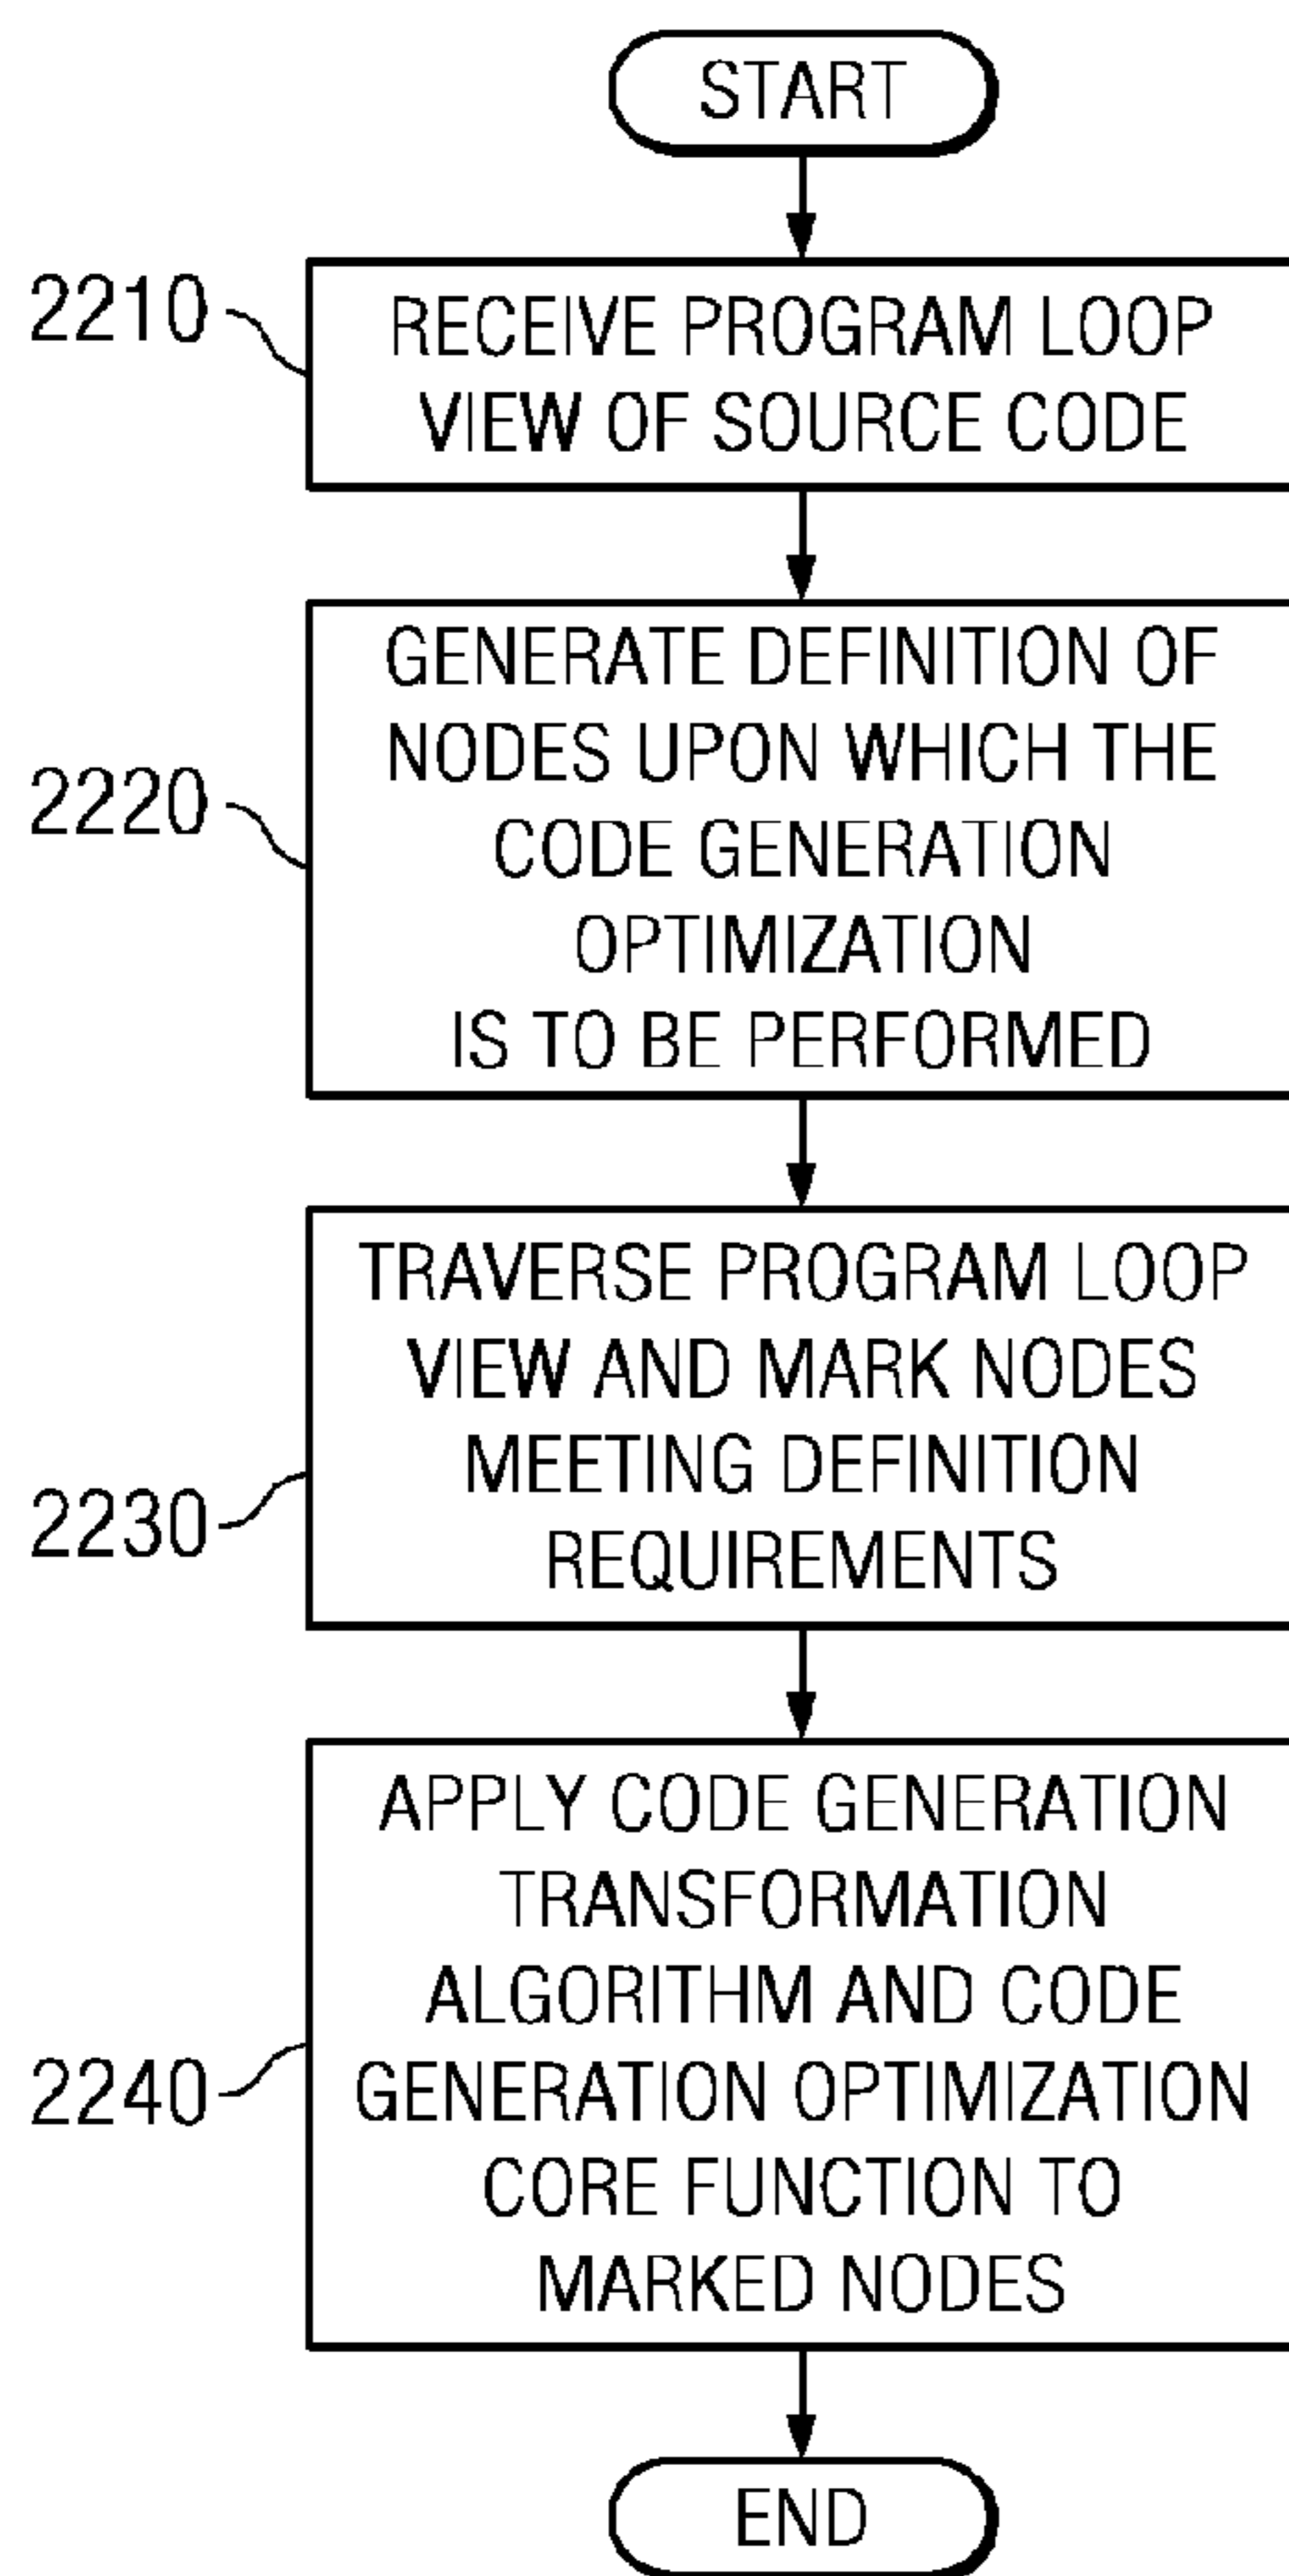 START
2210
RECEIVE PROGRAM LOOP
VIEW OF SOURCE CODE
2220
GENERATE DEFINITION OF
NODES UPON WHICH THE
CODE GENERATION
OPTIMIZATION
IS TO BE PERFORMED
2230
TRAVERSE PROGRAM LOOP
VIEW AND MARK NODES
MEETING DEFINITION
REQUIREMENTS
2240
APPLY CODE GENERATION
TRANSFORMATION
ALGORITHM AND CODE
GENERATION OPTIMIZATION
CORE FUNCTION TO
MARKED NODES
END